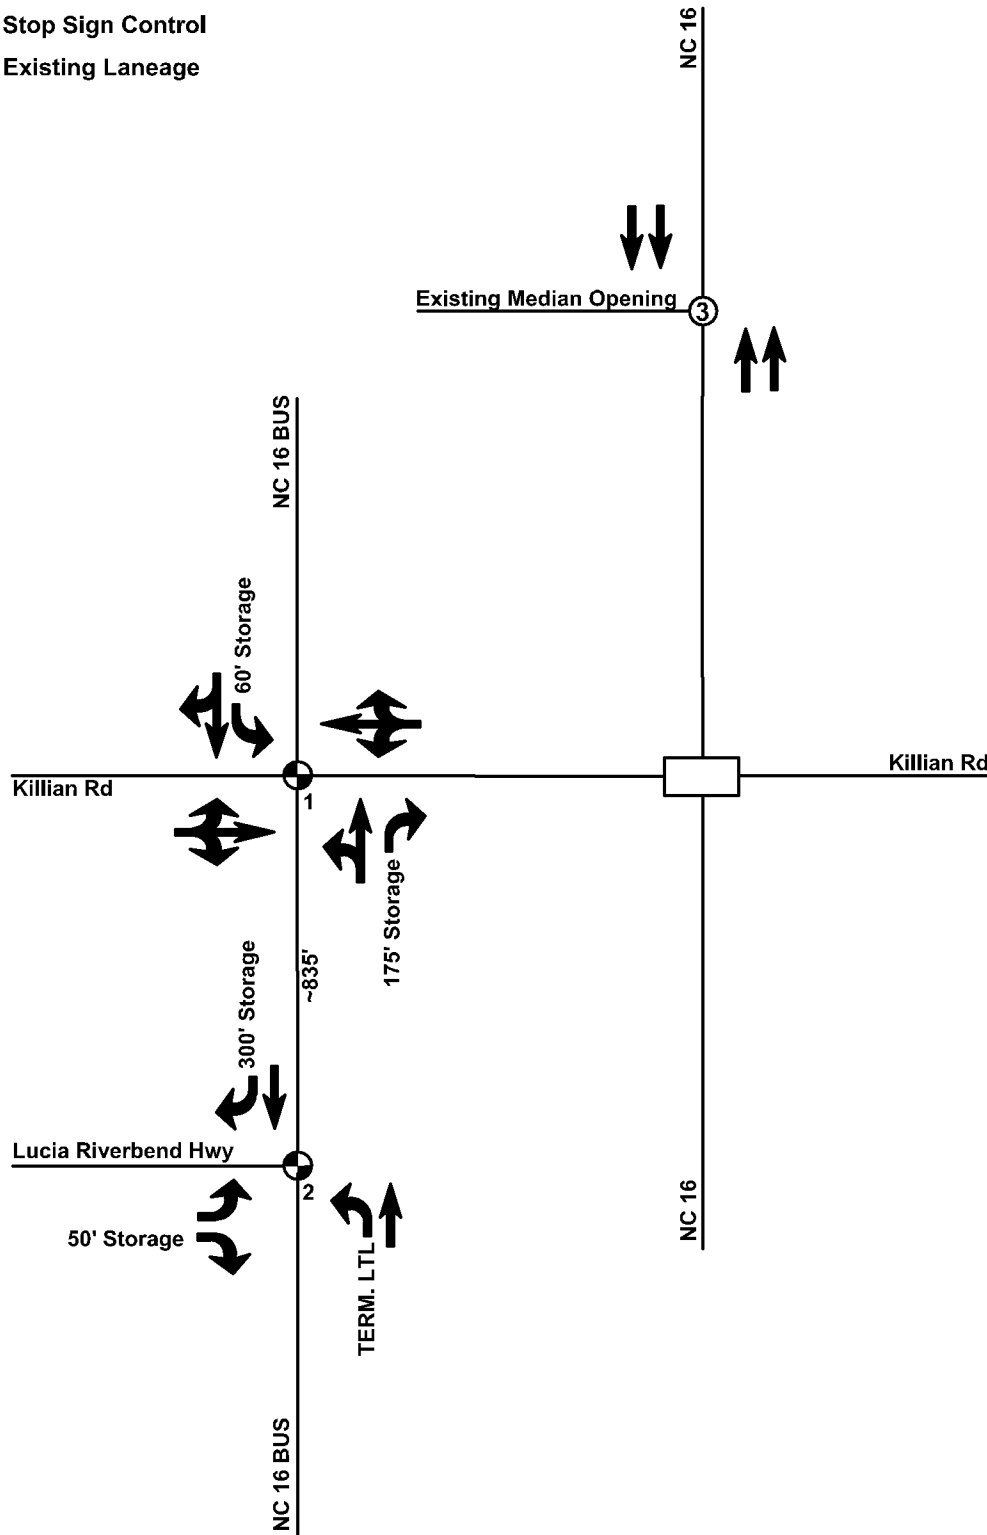 Stop Sign Control
Existing Laneage
NC 16
Existing Median Opening
3
NC 16 BUS
60' Storage
Killian Rd
Killian Rd
1
175' Storage
~835'
300' Storage
Lucia Riverbend Hwy
2
50' Storage
TERM. LTL
NC 16
NC 16 BUS